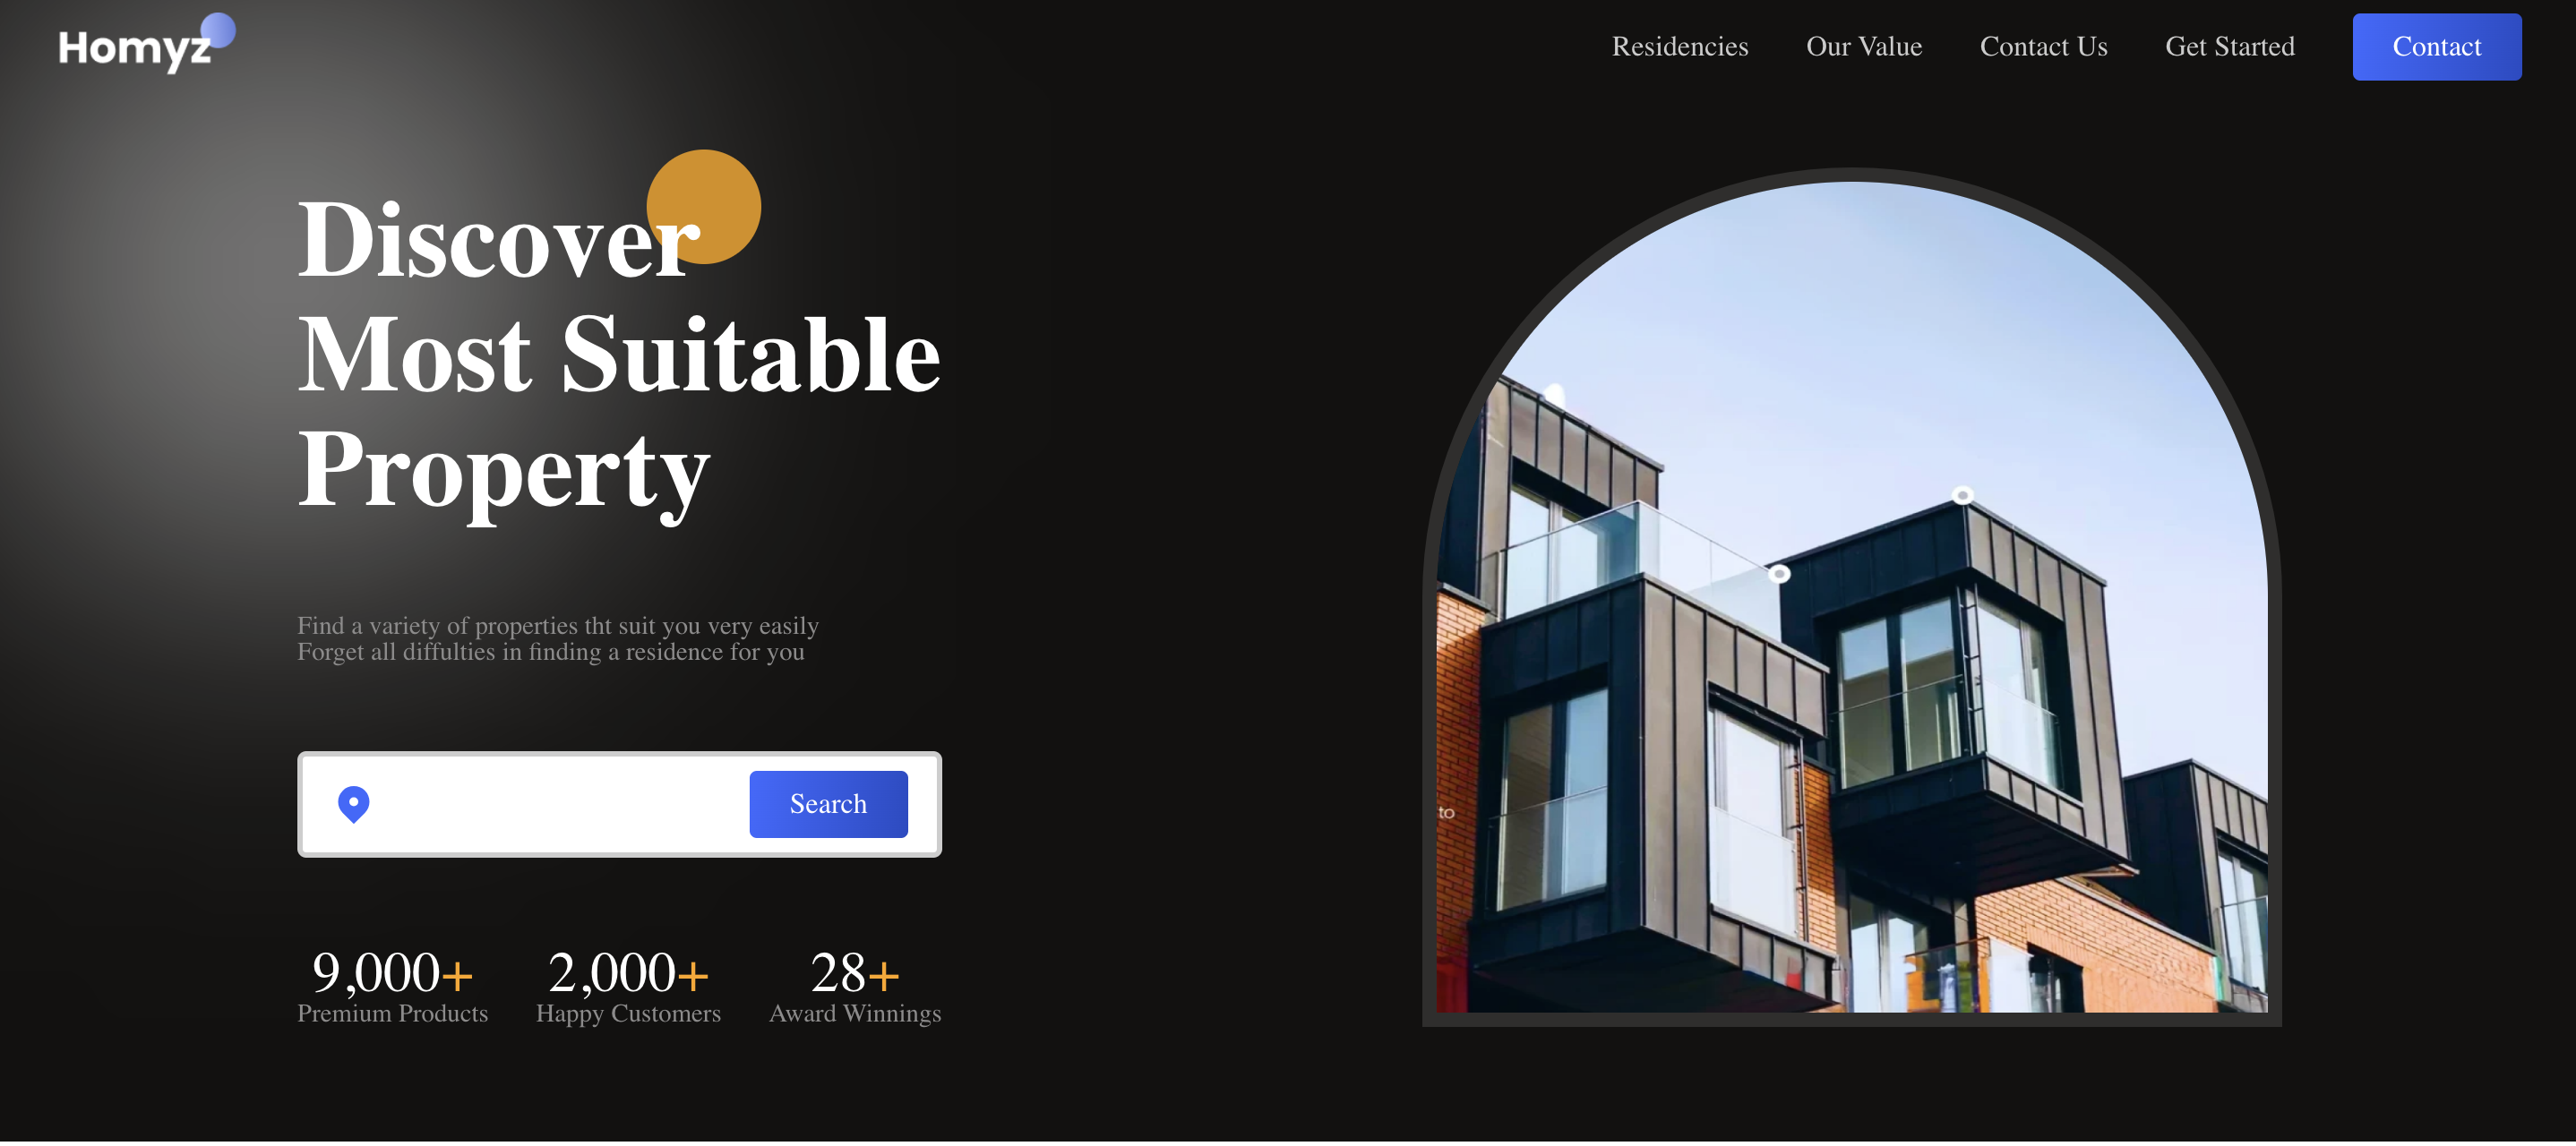 Homyz
Residencies
Our Value
Contact Us
Get Started
Contact
Discover
Most Suitable
Property
Find a variety of properties tht suit you very easily
Forget all diffulties in finding a residence for you
Search
9,000+
Premium Products
2,000+
Happy Customers
28+
Award Winnings
to